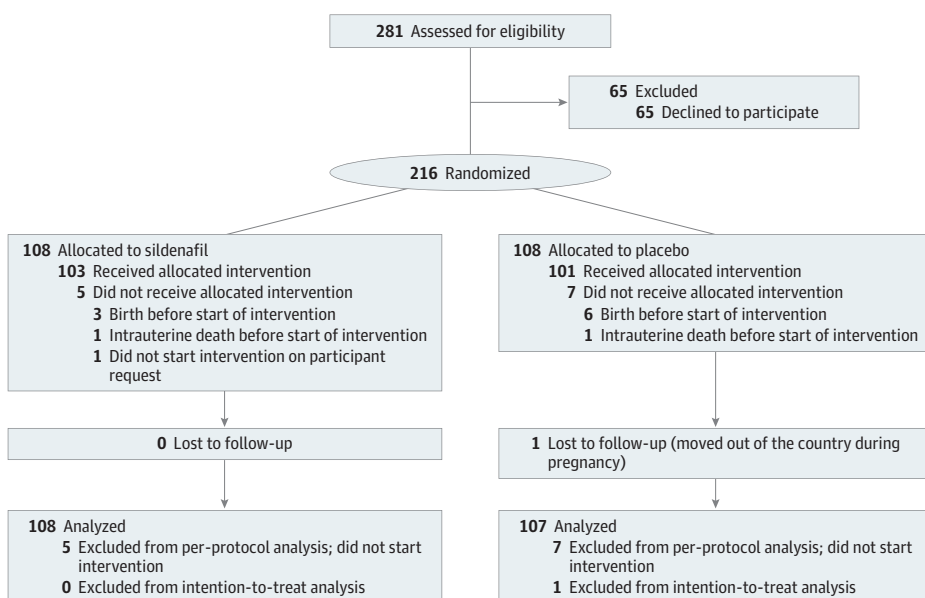 281 Assessed for eligibility
65 Excluded
65 Declined to participate
216 Randomized
108 Allocated to sildenafil
103 Received allocated intervention
5 Did not receive allocated intervention
3 Birth before start of intervention
1 Intrauterine death before start of intervention
1 Did not start intervention on participant
request
108 Allocated to placebo
101 Received allocated intervention
7 Did not receive allocated intervention
6 Birth before start of intervention
1 Intrauterine death before start of intervention
0 Lost to follow-up
1 Lost to follow-up (moved out of the country during
pregnancy)
108 Analyzed
5 Excluded from per-protocol analysis; did not start
intervention
0 Excluded from intention-to-treat analysis
107 Analyzed
7 Excluded from per-protocol analysis; did not start
intervention
1 Excluded from intention-to-treat analysis